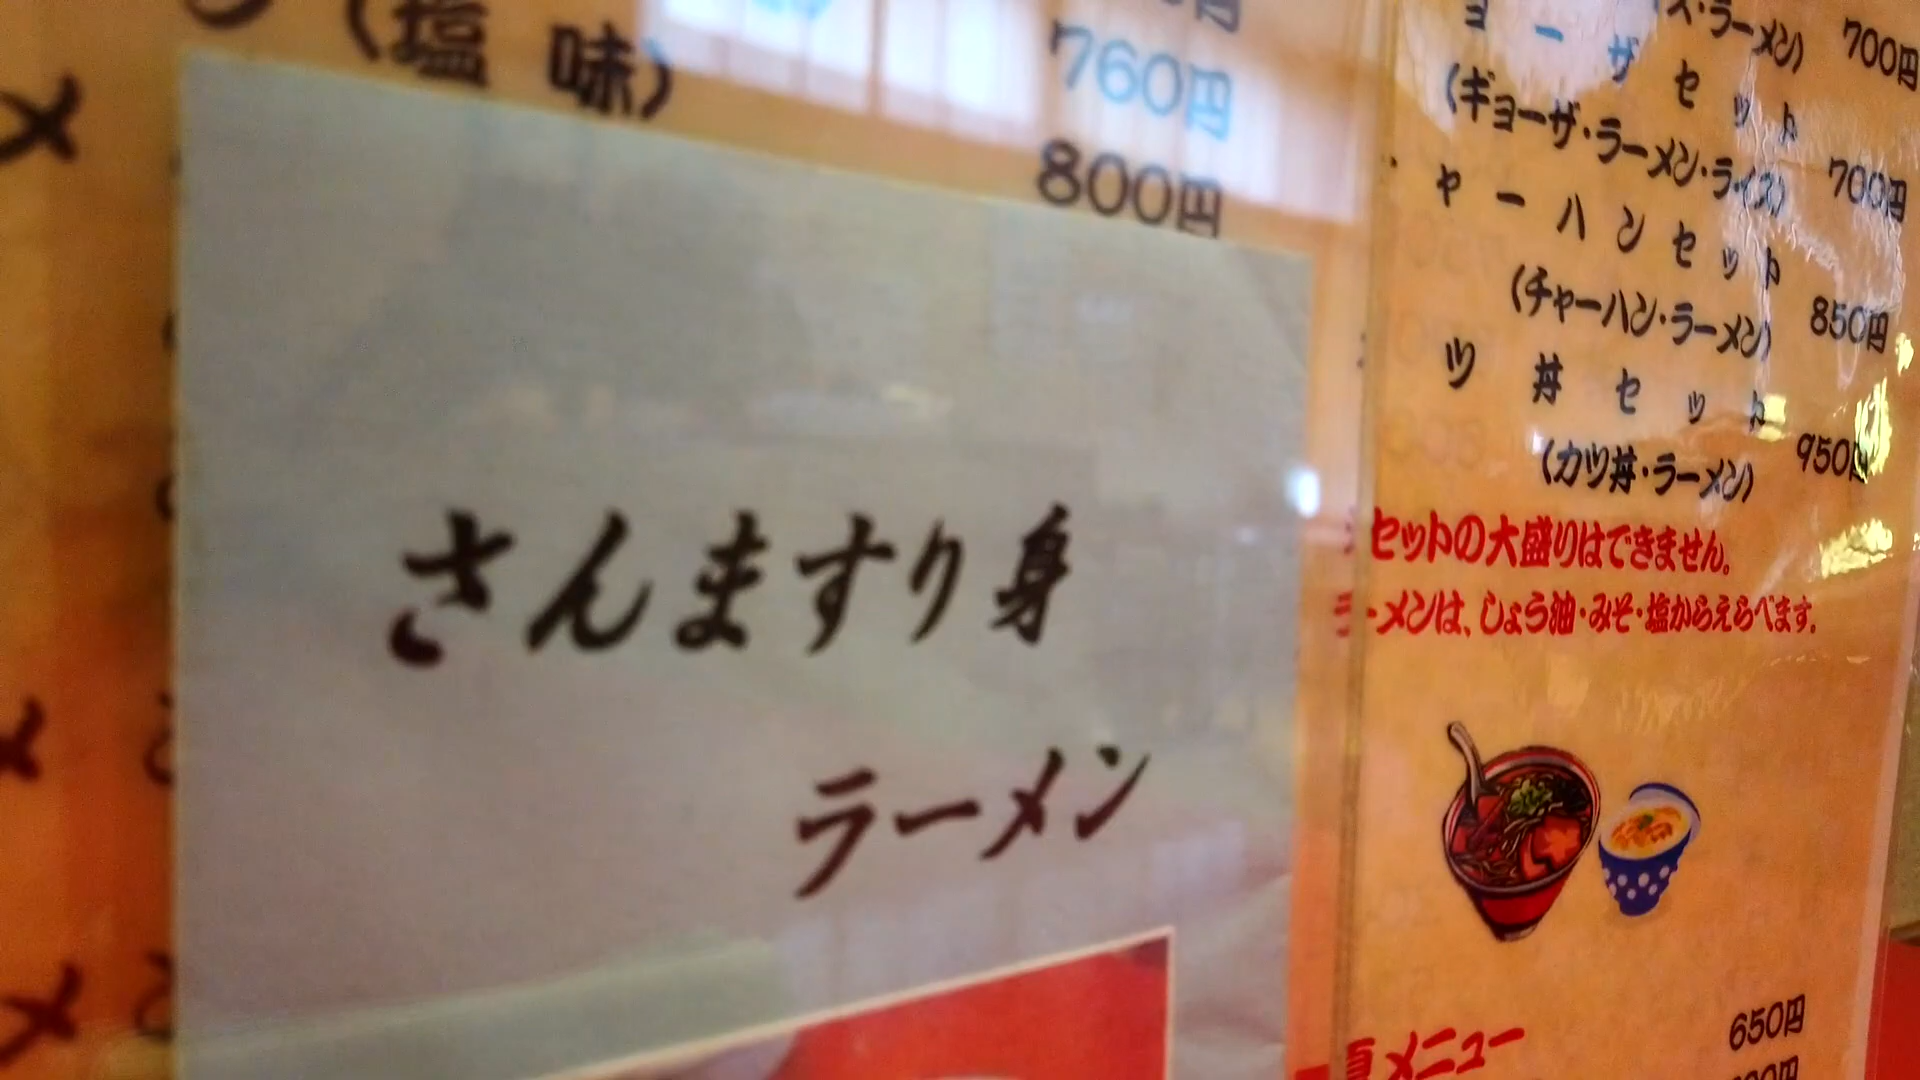 (塩味)
760円
800円
さんますり身
ラーメン
ス・ラーメン) 700円
ョーザセット
(ギョーザ・ラーメン・ライス) 700円
ャーハンセット
(チャーハン・ラーメン) 850円
ツ丼セット
(カツ丼・ラーメン) 950円
セットの大盛りはできません。
ラーメンは、しょう油・みそ・塩からえらべます。
650円
メニュー